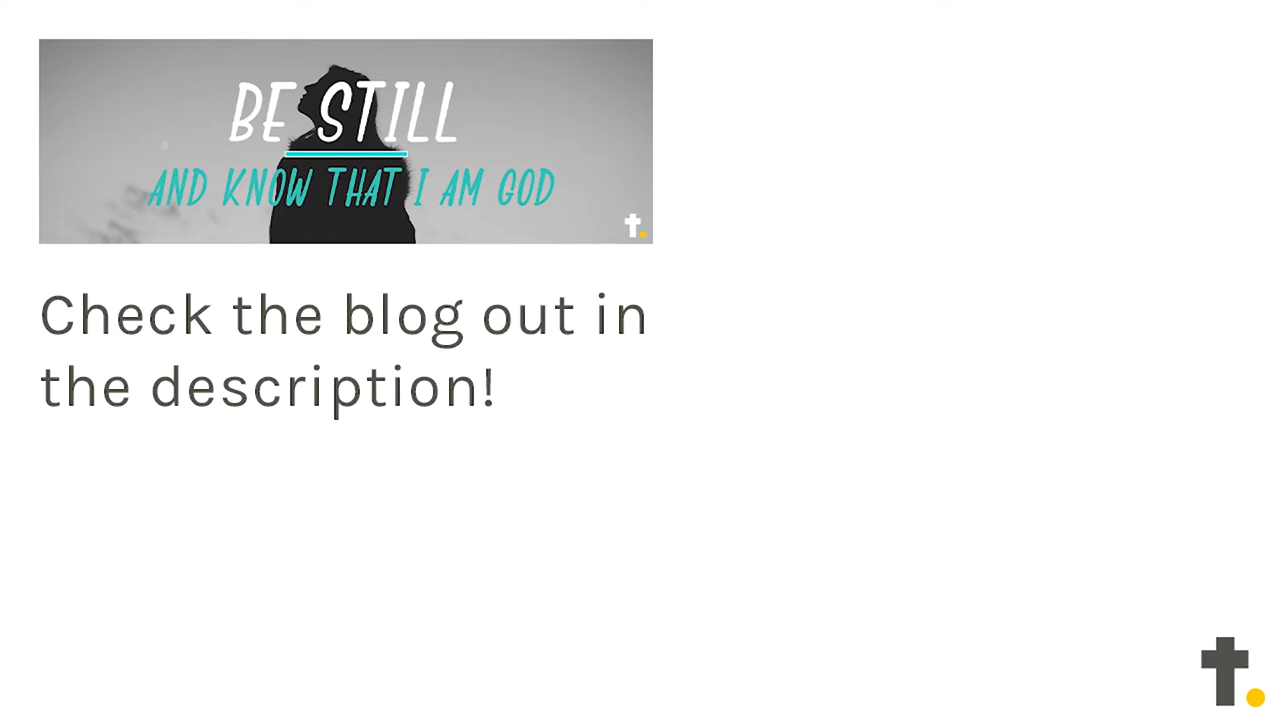 BE STILL
AND KNOW THAT I AM GOD
t.
Check the blog out in
the description!
t.